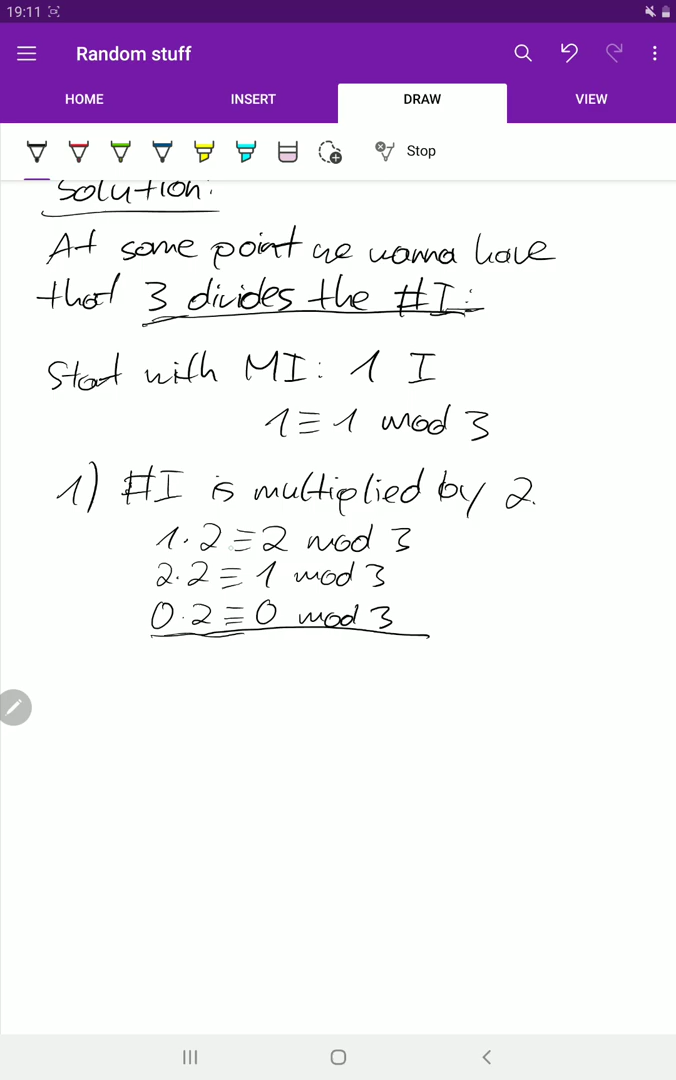 19:11
Random stuff
HOME INSERT DRAW VIEW
Stop
Solution:
At some point we wanna have
that 3 divides the #I:
Start with MI: 1 I
1 ≡ 1 mod 3
1) #I is multiplied by 2.
1·2 ≡ 2 mod 3
2·2 ≡ 1 mod 3
0·2 ≡ 0 mod 3